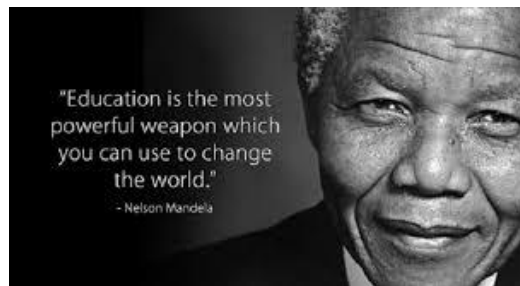 “Education is the most
powerful weapon which
you can use to change
the world.”
- Nelson Mandela